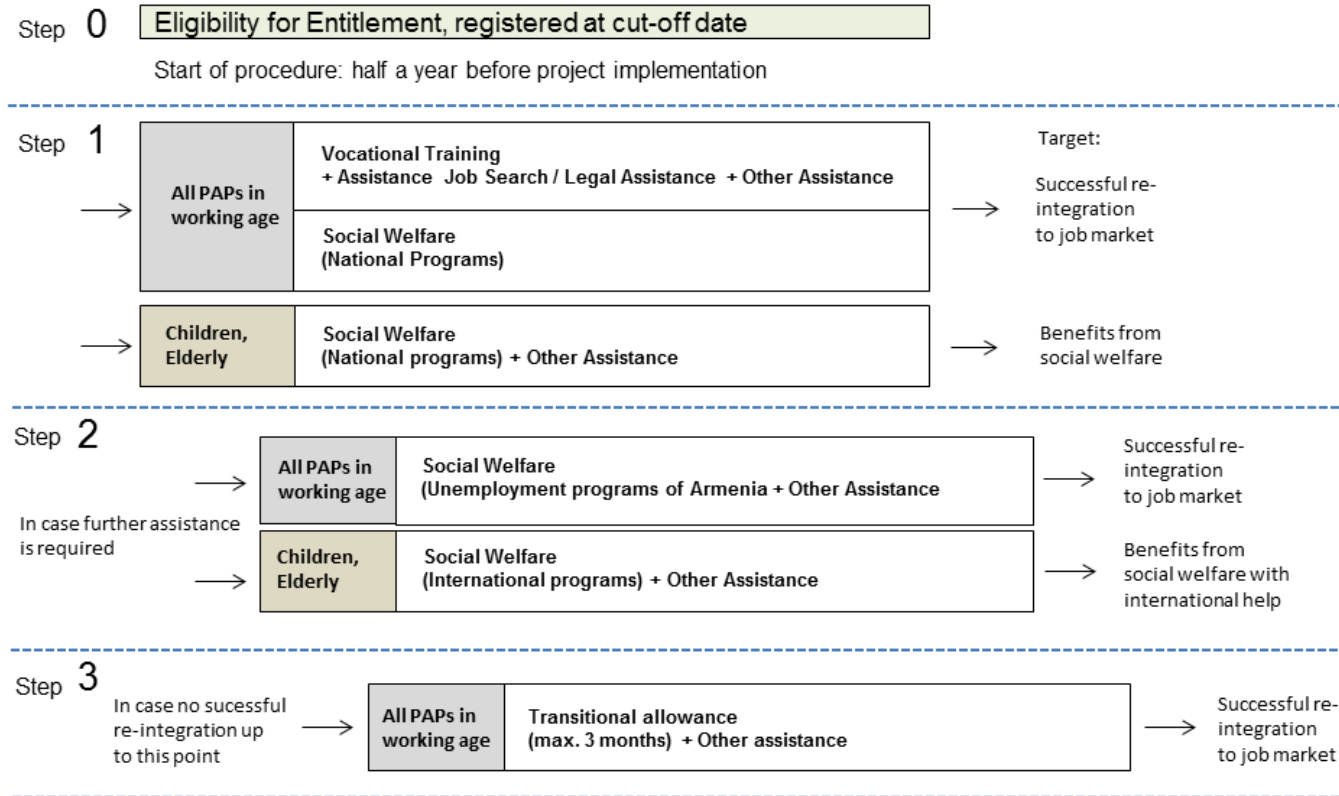 Step 0
Eligibility for Entitlement, registered at cut-off date
Start of procedure: half a year before project implementation
Step 1
All PAPs in
working age
Vocational Training
+ Assistance Job Search / Legal Assistance + Other Assistance
Social Welfare
(National Programs)
Target:
Successful re-
integration
to job market
Children,
Elderly
Social Welfare
(National programs) + Other Assistance
Benefits from
social welfare
Step 2
In case further assistance
is required
All PAPs in
working age
Social Welfare
(Unemployment programs of Armenia + Other Assistance
Successful re-
integration
to job market
Children,
Elderly
Social Welfare
(International programs) + Other Assistance
Benefits from
social welfare with
international help
Step 3
In case no sucessful
re-integration up
to this point
All PAPs in
working age
Transitional allowance
(max. 3 months) + Other assistance
Successful re-
integration
to job market